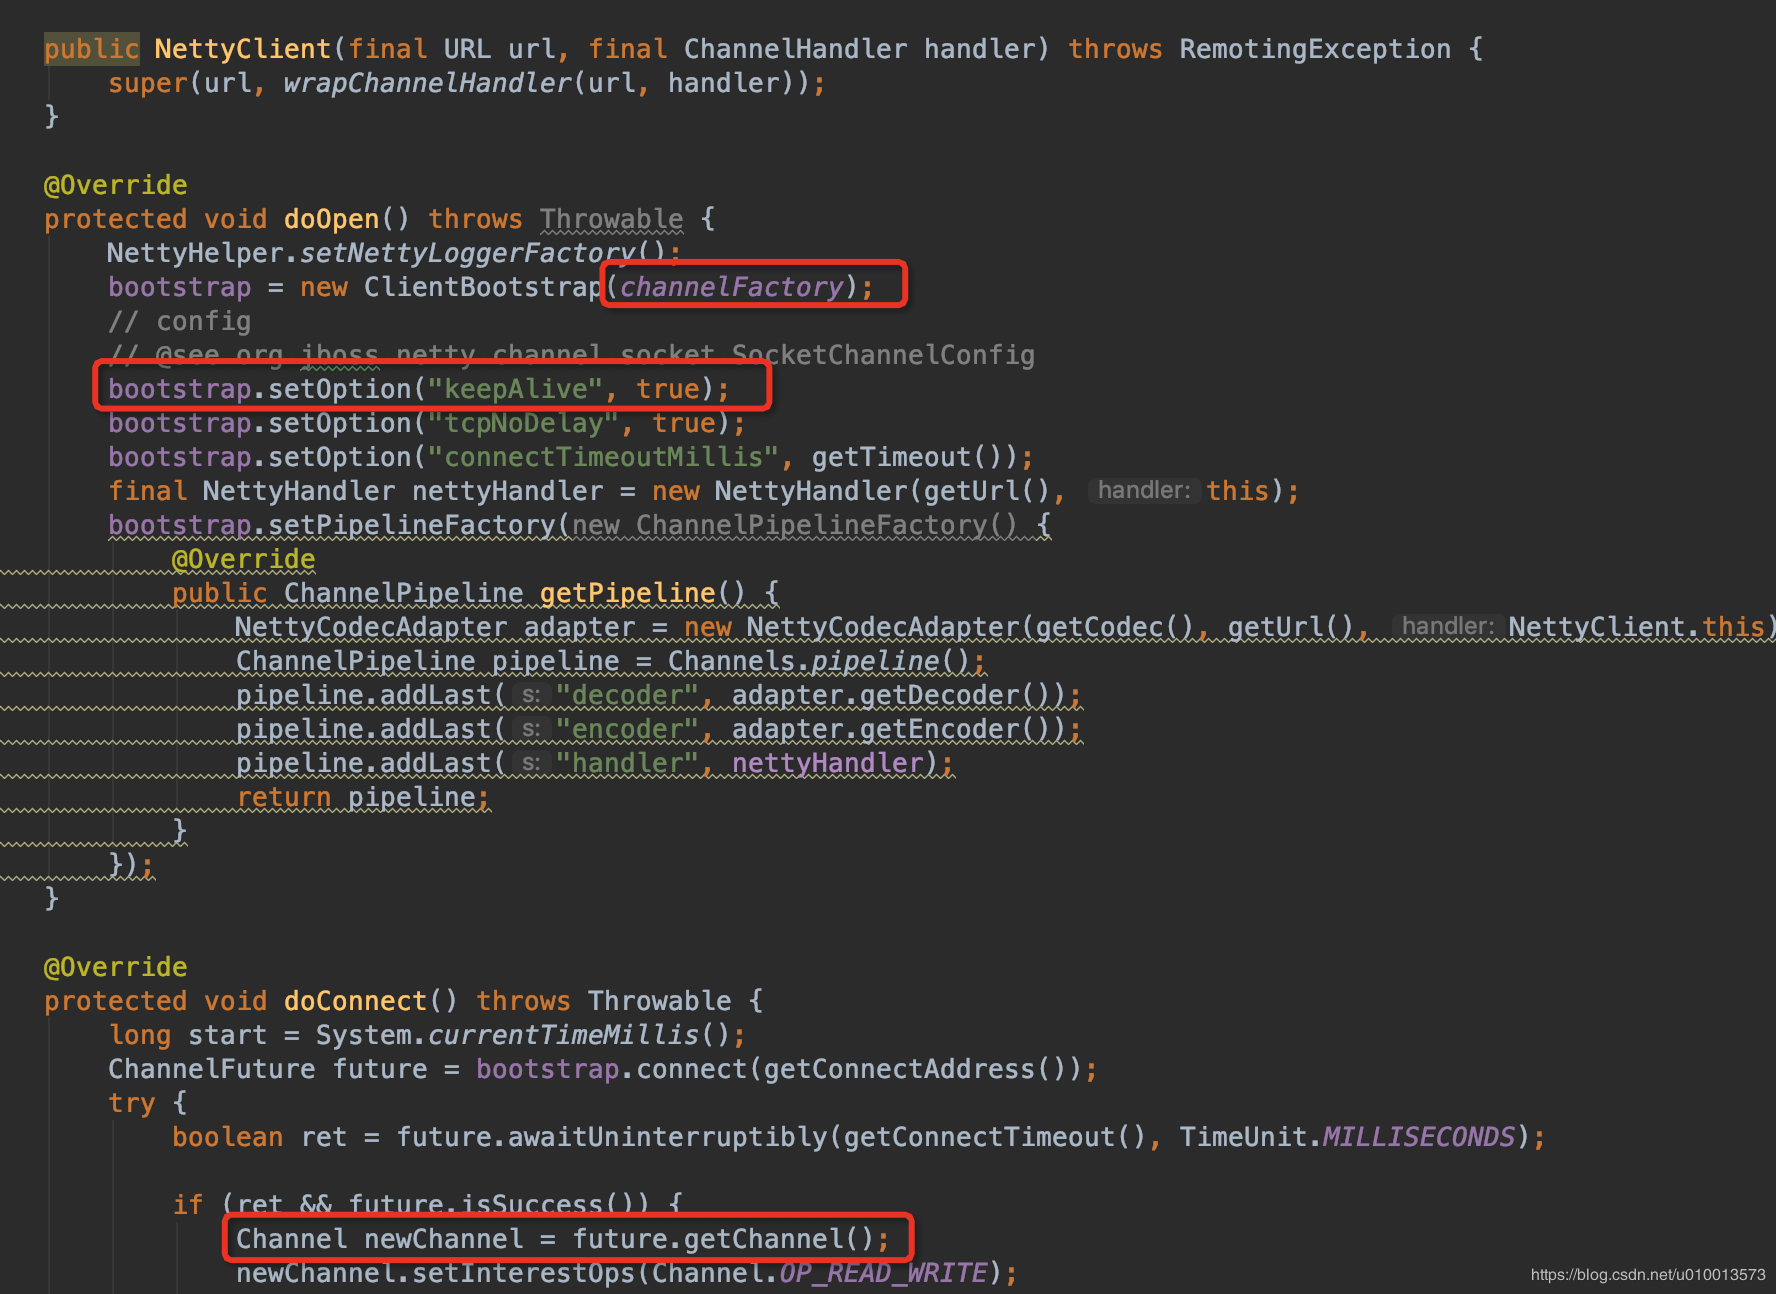 public NettyClient(final URL url, final ChannelHandler handler) throws RemotingException {
super(url, wrapChannelHandler(url, handler));
}
@Override
protected void doOpen() throws Throwable {
NettyHelper.setNettyLoggerFactory();
bootstrap = new ClientBootstrap(channelFactory);
// config
// @see org.jboss.netty.channel.socket.SocketChannelConfig
bootstrap.setOption("keepAlive", true);
bootstrap.setOption("tcpNoDelay", true);
bootstrap.setOption("connectTimeoutMillis", getTimeout());
final NettyHandler nettyHandler = new NettyHandler(getUrl(), handler: this);
bootstrap.setPipelineFactory(new ChannelPipelineFactory() {
@Override
public ChannelPipeline getPipeline() {
NettyCodecAdapter adapter = new NettyCodecAdapter(getCodec(), getUrl(), handler: NettyClient.this)
ChannelPipeline pipeline = Channels.pipeline();
pipeline.addLast( s: "decoder", adapter.getDecoder());
pipeline.addLast( s: "encoder", adapter.getEncoder());
pipeline.addLast( s: "handler", nettyHandler);
return pipeline;
}
});
}
@Override
protected void doConnect() throws Throwable {
long start = System.currentTimeMillis();
ChannelFuture future = bootstrap.connect(getConnectAddress());
try {
boolean ret = future.awaitUninterruptibly(getConnectTimeout(), TimeUnit.MILLISECONDS);
if (ret && future.isSuccess()) {
Channel newChannel = future.getChannel();
newChannel.setInterestOps(Channel.OP_READ_WRITE);
https://blog.csdn.net/u010013573